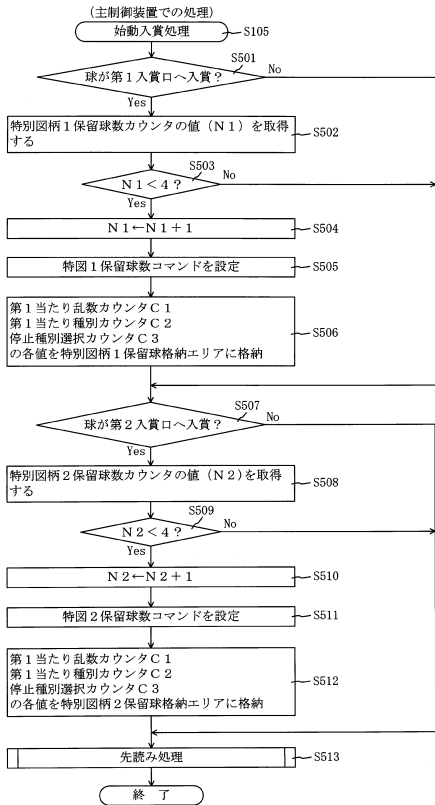 (主制御装置での処理)
始動入賞処理
S105
S501
球が第1入賞口へ入賞?
No
Yes
特別図柄1保留球数カウンタの値(N1)を取得
する
S502
S503
N1<4?
No
Yes
N1←N1+1
S504
特図1保留球数コマンドを設定
S505
第1当たり乱数カウンタC1
第1当たり種別カウンタC2
停止種別選択カウンタC3
の各値を特別図柄1保留球格納エリアに格納
S506
S507
球が第2入賞口へ入賞?
No
Yes
特別図柄2保留球数カウンタの値(N2)を取得
する
S508
S509
N2<4?
No
Yes
N2←N2+1
S510
特図2保留球数コマンドを設定
S511
第1当たり乱数カウンタC1
第1当たり種別カウンタC2
停止種別選択カウンタC3
の各値を特別図柄2保留球格納エリアに格納
S512
先読み処理
S513
終 了